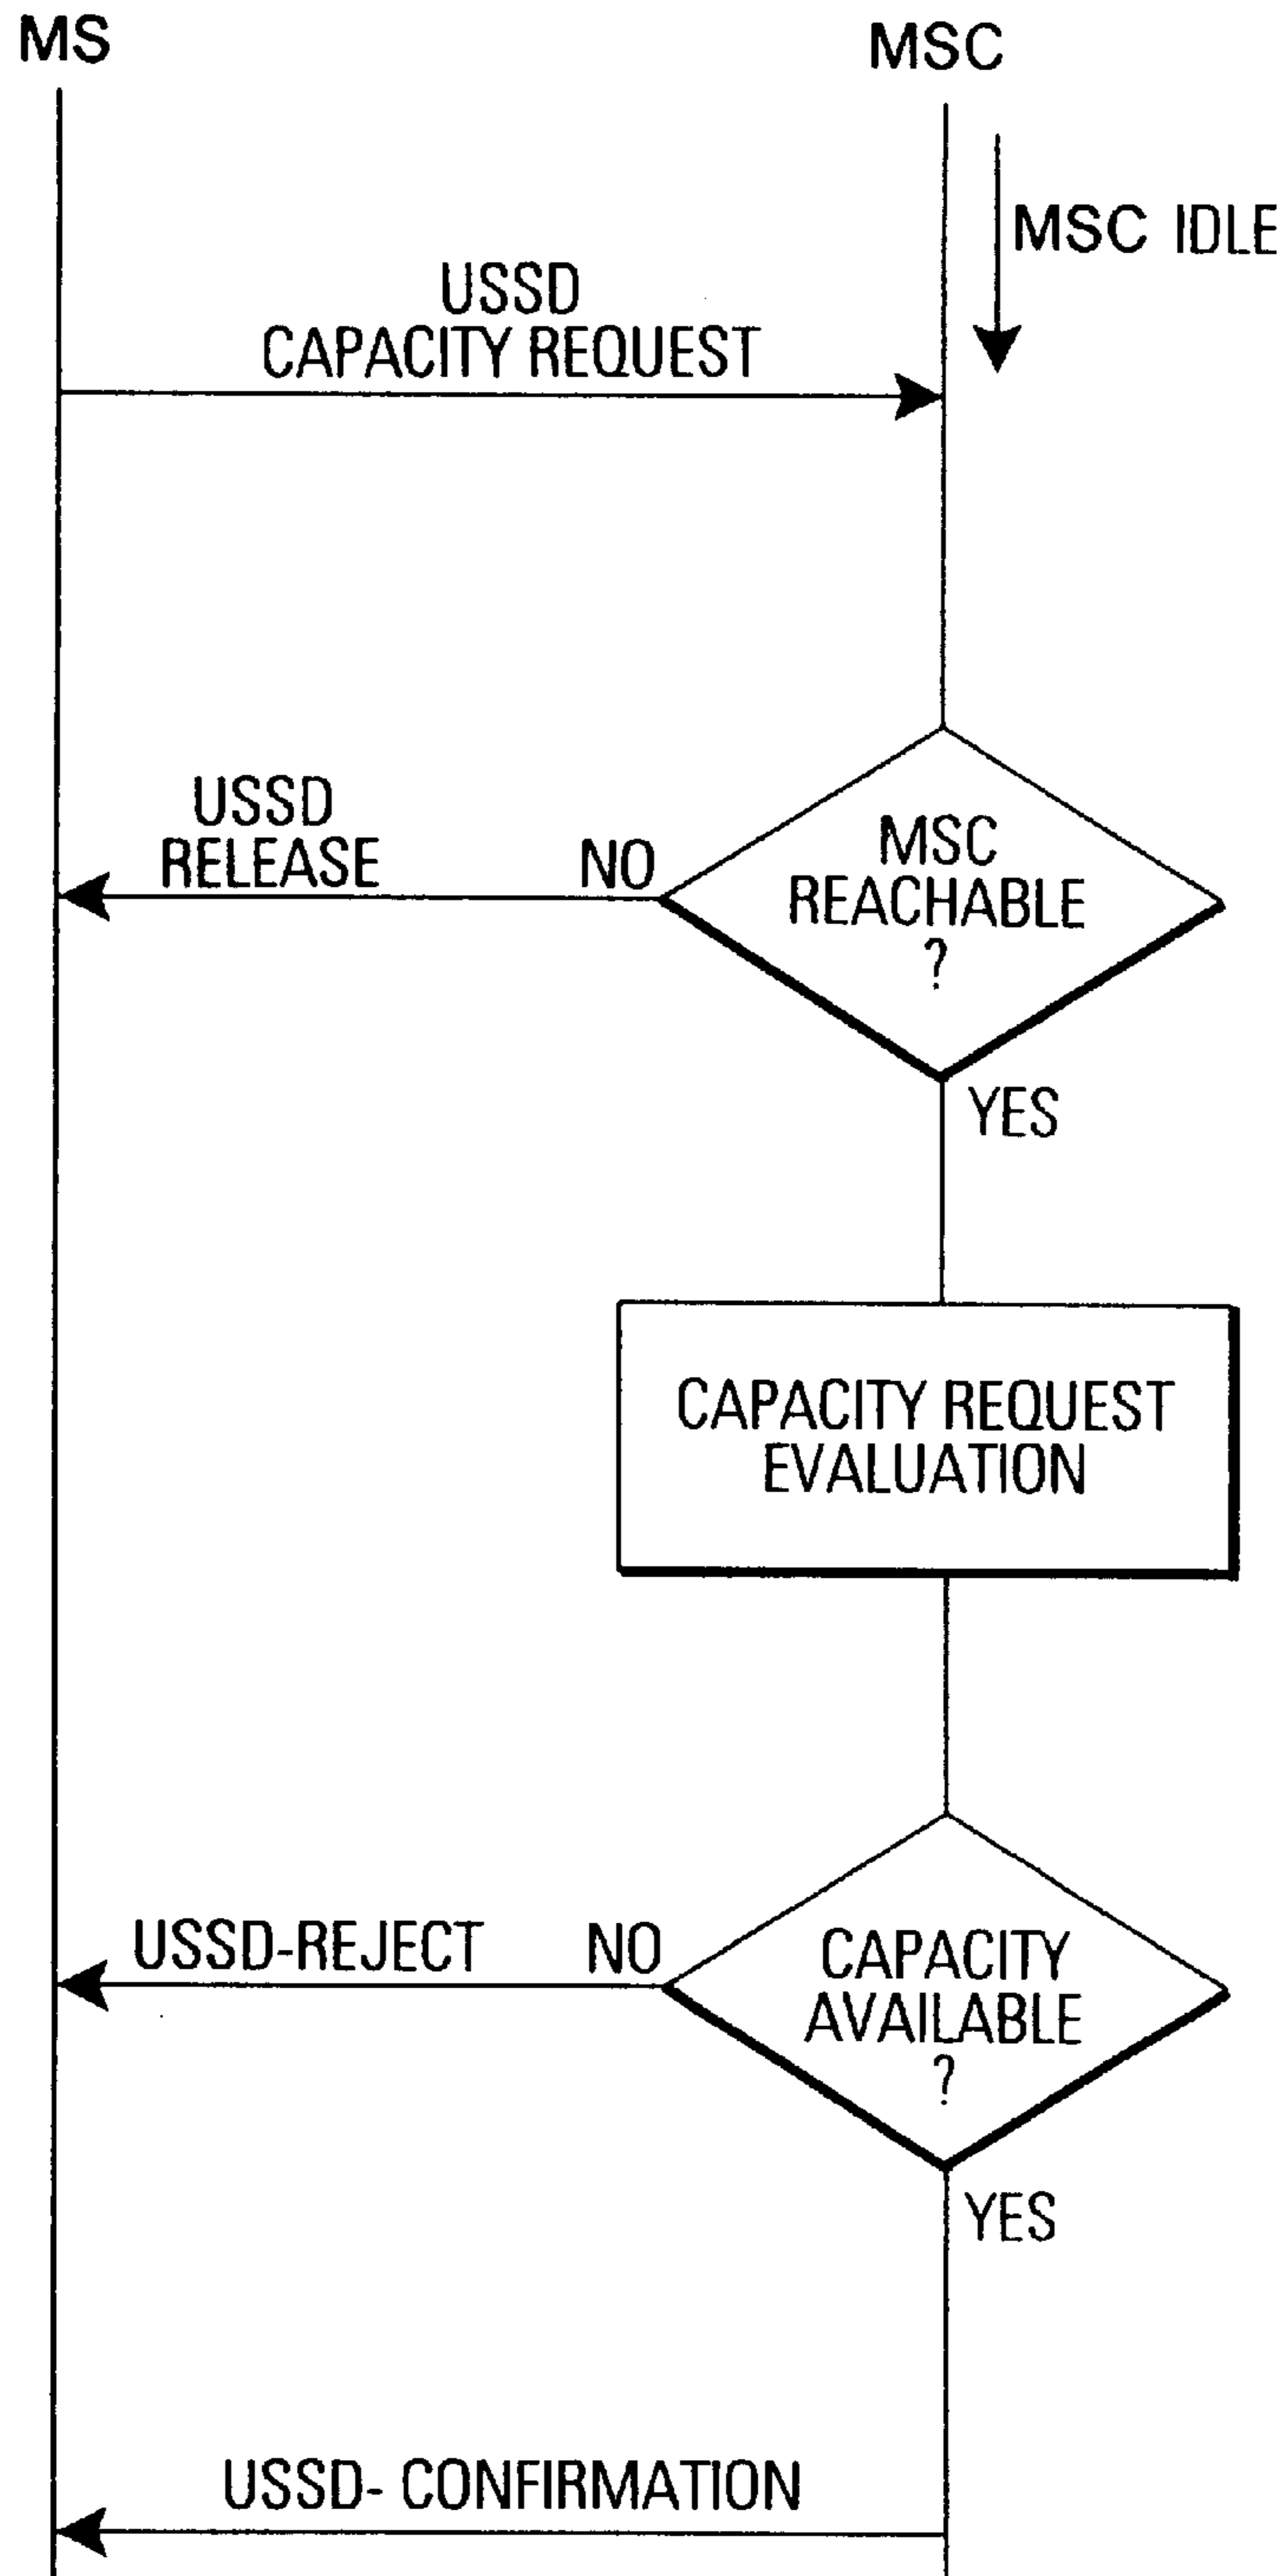 MS
MSC
MSC IDLE
USSD
CAPACITY REQUEST
USSD
RELEASE
NO
MSC
REACHABLE
?
YES
CAPACITY REQUEST
EVALUATION
USSD-REJECT
NO
CAPACITY
AVAILABLE
?
YES
USSD- CONFIRMATION